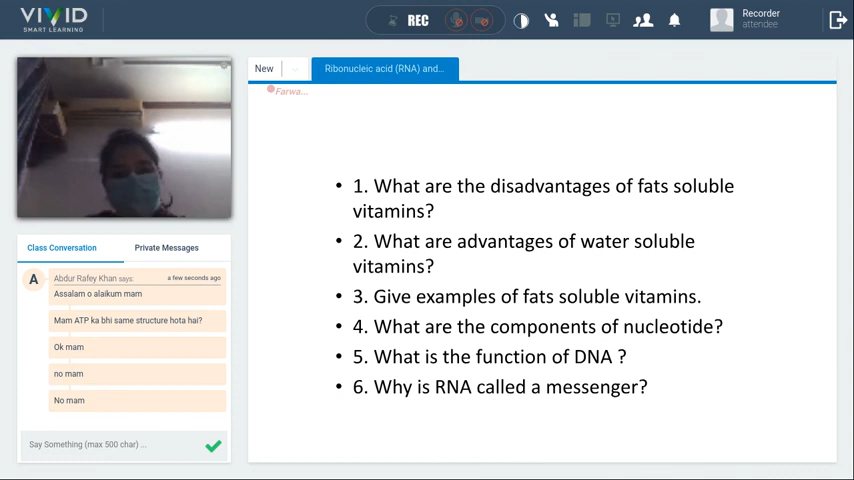 VIVID
SMART LEARNING
REC
Recorder
attendee
New
Ribonucleic acid (RNA) and...
Farwa...
• 1. What are the disadvantages of fats soluble
vitamins?
• 2. What are advantages of water soluble
vitamins?
• 3. Give examples of fats soluble vitamins.
• 4. What are the components of nucleotide?
• 5. What is the function of DNA ?
• 6. Why is RNA called a messenger?
Class Conversation
Private Messages
A
Abdur Rafey Khan says:
a few seconds ago
Assalam o alaikum mam
Mam ATP ka bhi same structure hota hai?
Ok mam
no mam
No mam
Say Something (max 500 char) ...